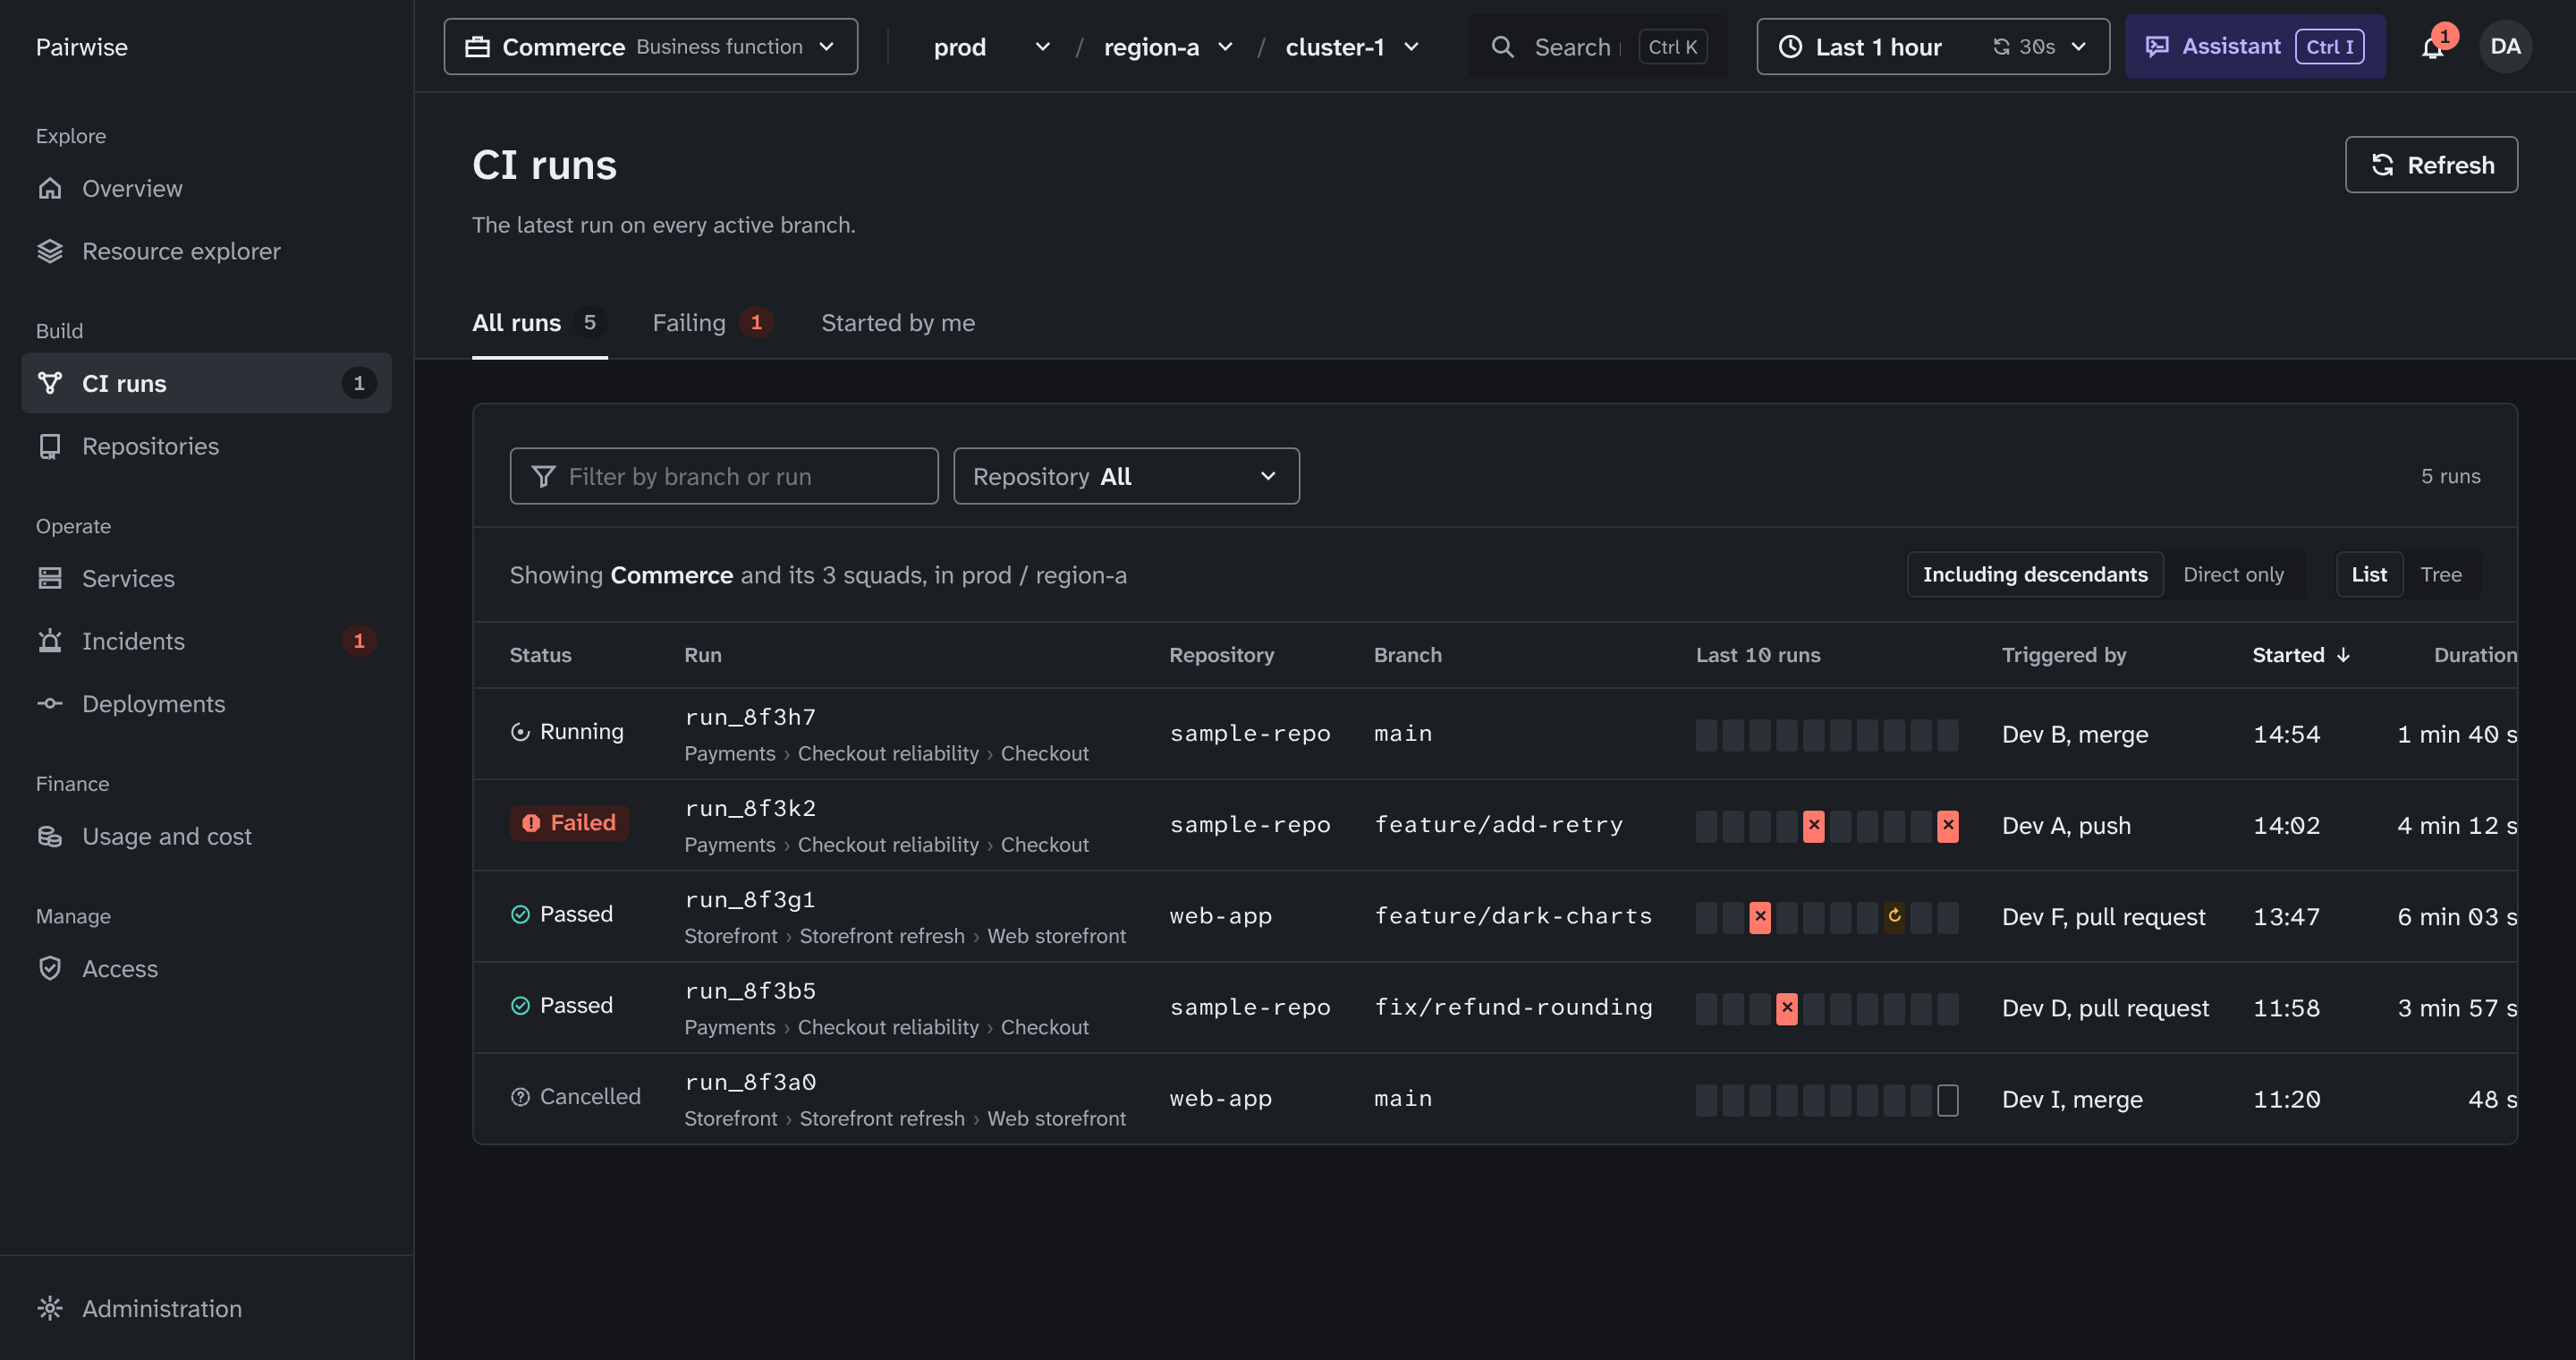 Pairwise
Commerce Business function
prod / region-a / cluster-1
Search Ctrl K
Last 1 hour 30s
Assistant Ctrl I
1
DA
Explore
Overview
Resource explorer
Build
CI runs 1
Repositories
Operate
Services
Incidents 1
Deployments
Finance
Usage and cost
Manage
Access
Administration
CI runs
Refresh
The latest run on every active branch.
All runs 5 Failing 1 Started by me
Filter by branch or run Repository All 5 runs
Showing Commerce and its 3 squads, in prod / region-a Including descendants Direct only List Tree
Status Run Repository Branch Last 10 runs Triggered by Started Duration
Running run_8f3h7 sample-repo main Dev B, merge 14:54 1 min 40 s
Payments › Checkout reliability › Checkout
Failed run_8f3k2 sample-repo feature/add-retry Dev A, push 14:02 4 min 12 s
Payments › Checkout reliability › Checkout
Passed run_8f3g1 web-app feature/dark-charts Dev F, pull request 13:47 6 min 03 s
Storefront › Storefront refresh › Web storefront
Passed run_8f3b5 sample-repo fix/refund-rounding Dev D, pull request 11:58 3 min 57 s
Payments › Checkout reliability › Checkout
Cancelled run_8f3a0 web-app main Dev I, merge 11:20 48 s
Storefront › Storefront refresh › Web storefront